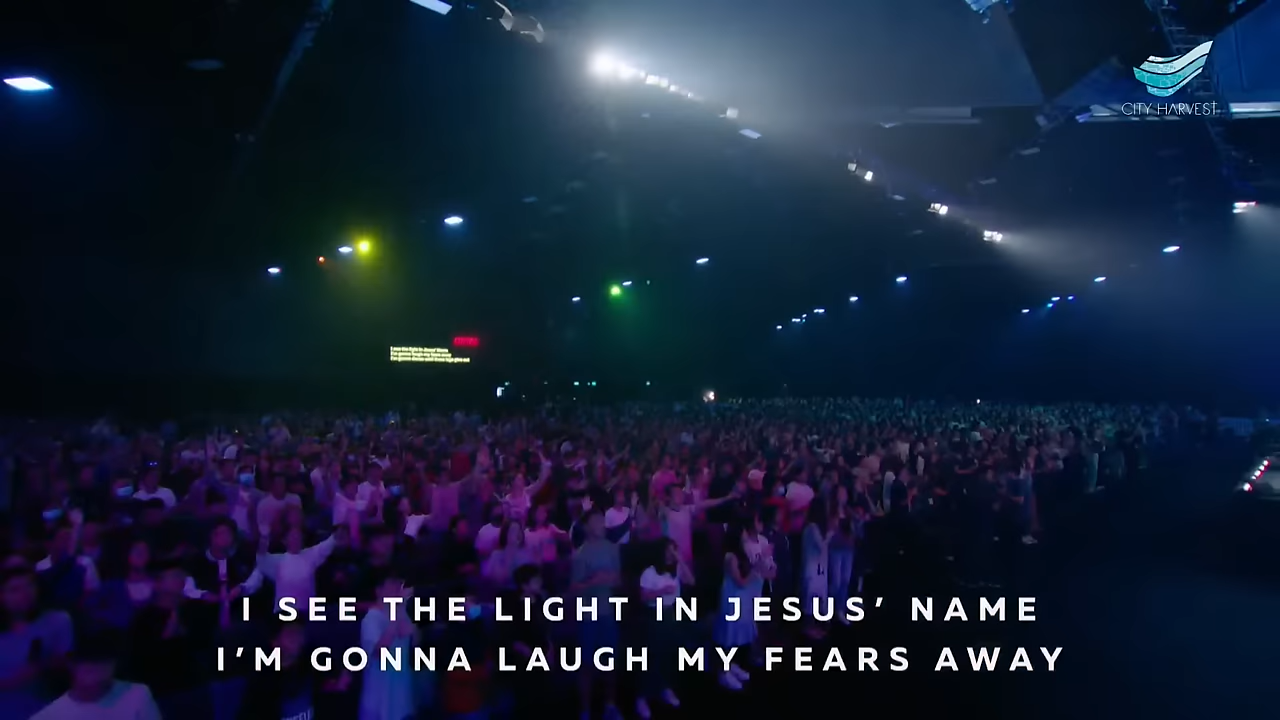 CITY HARVEST
I SEE THE LIGHT IN JESUS’ NAME
I’M GONNA LAUGH MY FEARS AWAY